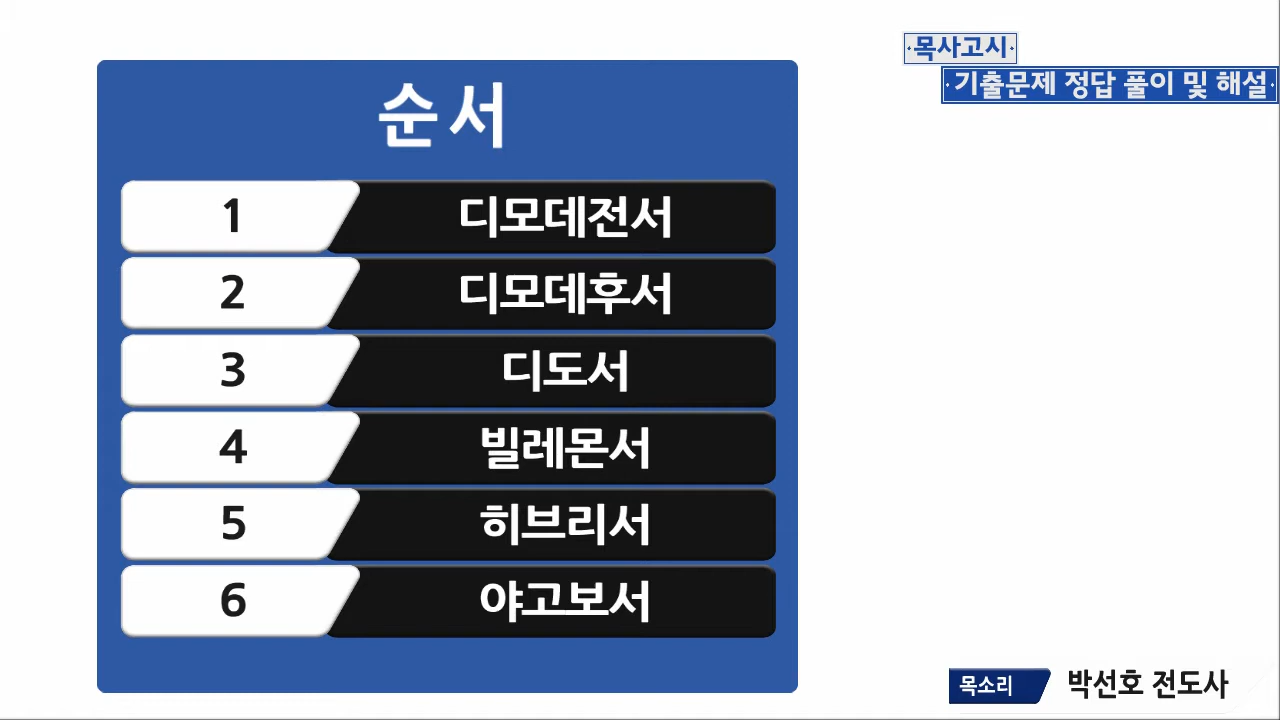 ·목사고시·
·기출문제 정답 풀이 및 해설·
순서
1 디모데전서
2 디모데후서
3 디도서
4 빌레몬서
5 히브리서
6 야고보서
목소리 박선호 전도사